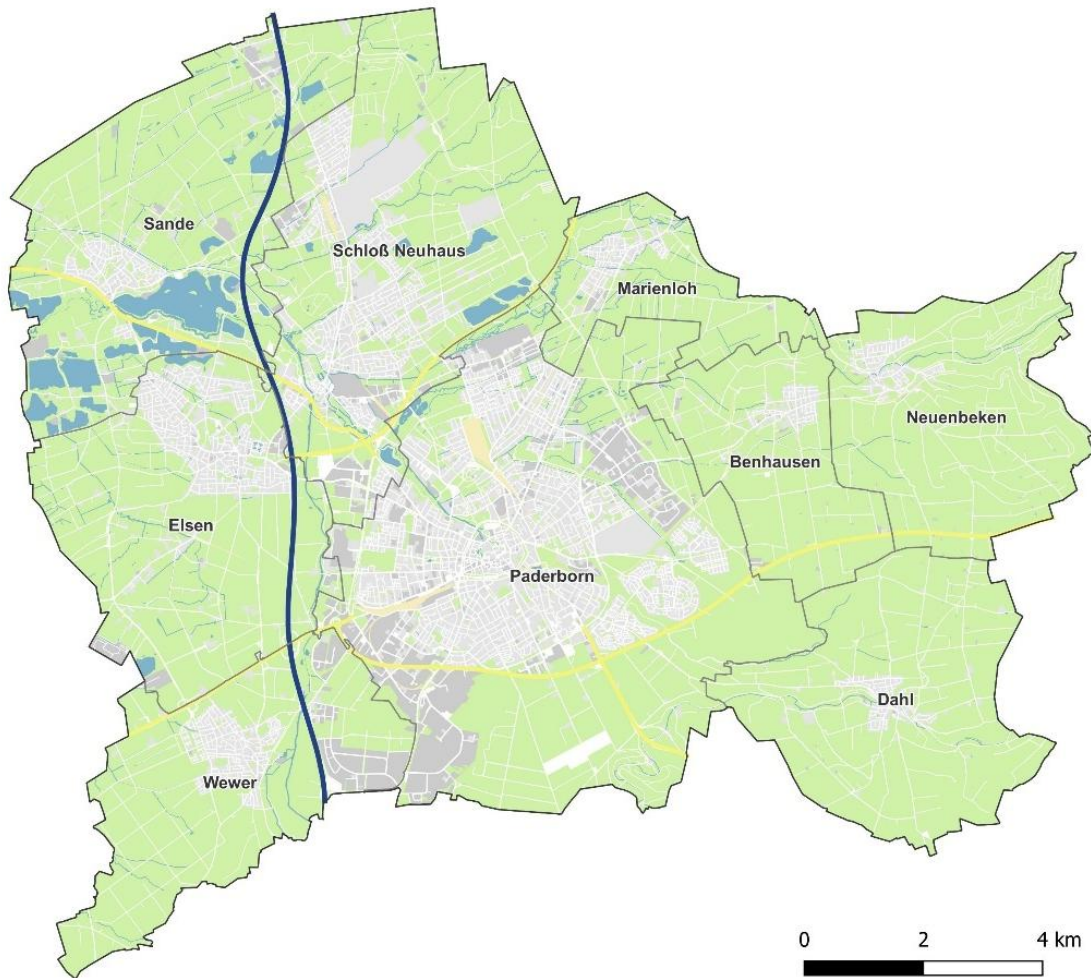 Sande
Schloß Neuhaus
Marienloh
Neuenbeken
Benhausen
Elsen
Paderborn
Dahl
Wewer
0 2 4 km